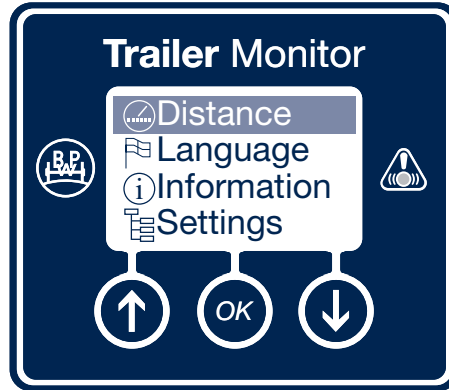 Trailer Monitor
Distance
Language
BPW
i Information
Settings
OK